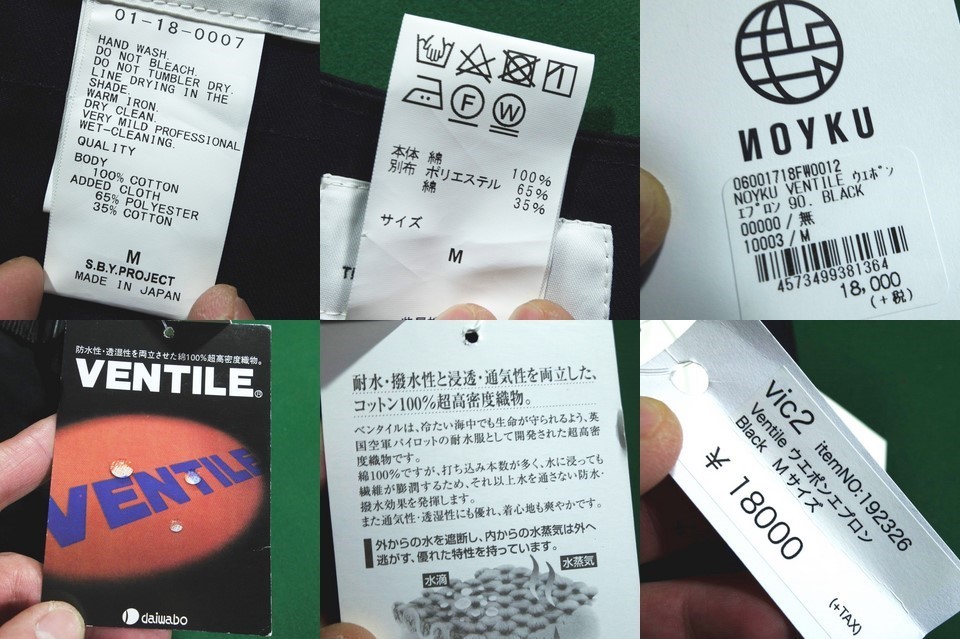 01-18-0007
HAND WASH.
DO NOT BLEACH.
DO NOT TUMBLER DRY.
LINE DRYING IN THE
SHADE.
WARM IRON.
DRY CLEAN.
VERY MILD PROFESSIONAL
WET-CLEANING.
QUALITY
BODY
100% COTTON
ADDED CLOTH
65% POLYESTER
35% COTTON
M
S.B.Y.PROJECT
MADE IN JAPAN
F W
本体 綿 100%
別布 ポリエステル 65%
綿 35%
サイズ
M
NOYKU
06001718FW0012
NOYKU VENTILE ウエポン
エプロン 90. BLACK
00000 / 無
10003 / M
4573499381364
18,000
(+税)
防水性・透湿性を両立させた綿100%超高密度織物。
VENTILE®
VENTILE
daiwabo
耐水・撥水性と浸透・通気性を両立した、
コットン100%超高密度織物。
ベンタイルは、冷たい海中でも生命が守られるよう、英
国空軍パイロットの耐水服として開発された超高密
度織物です。
綿100%ですが、打ち込み本数が多く、水に浸っても
繊維が膨潤するため、それ以上水を通さない防水・
撥水効果を発揮します。
また通気性・透湿性にも優れ、着心地も爽やかです。
外からの水を遮断し、内からの水蒸気は外へ
逃がす、優れた特性を持っています。
水滴
水蒸気
vic2 itemNO:192326
Ventile ウエポンエプロン
Black Mサイズ
¥ 18000
(+TAX)